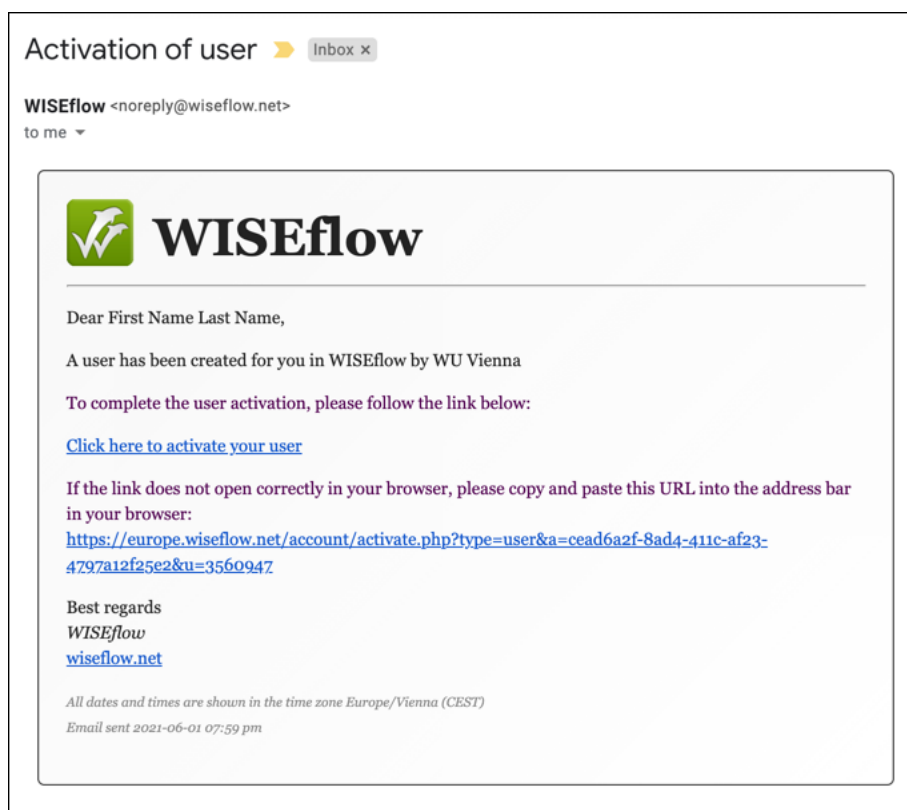 Activation of user
Inbox ×
WISEflow <noreply@wiseflow.net>
to me
WISEflow
Dear First Name Last Name,
A user has been created for you in WISEflow by WU Vienna
To complete the user activation, please follow the link below:
Click here to activate your user
If the link does not open correctly in your browser, please copy and paste this URL into the address bar
in your browser:
https://europe.wiseflow.net/account/activate.php?type=user&a=cead6a2f-8ad4-411c-af23-
4797a12f25e2&u=3560947
Best regards
WISEflow
wiseflow.net
All dates and times are shown in the time zone Europe/Vienna (CEST)
Email sent 2021-06-01 07:59 pm